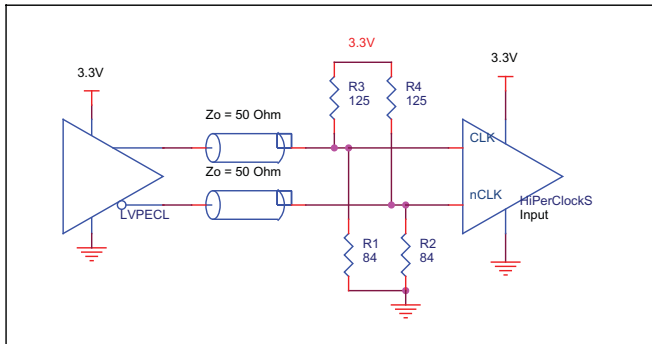 3.3V
3.3V
3.3V
R3
125
R4
125
Zo = 50 Ohm
CLK
Zo = 50 Ohm
nCLK
HiPerClockS
Input
LVPECL
R1
84
R2
84